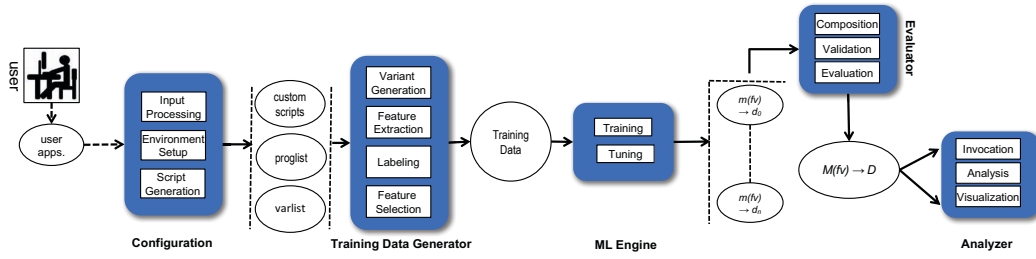 user
user
apps.
Input
Processing
Environment
Setup
Script
Generation
Configuration
custom
scripts
proglist
varlist
Variant
Generation
Feature
Extraction
Labeling
Feature
Selection
Training Data Generator
Training
Data
Training
Tuning
ML Engine
m(fv)
→ d₀
m(fv)
→ dₙ
Composition
Validation
Evaluation
Evaluator
M(fv) → D
Invocation
Analysis
Visualization
Analyzer